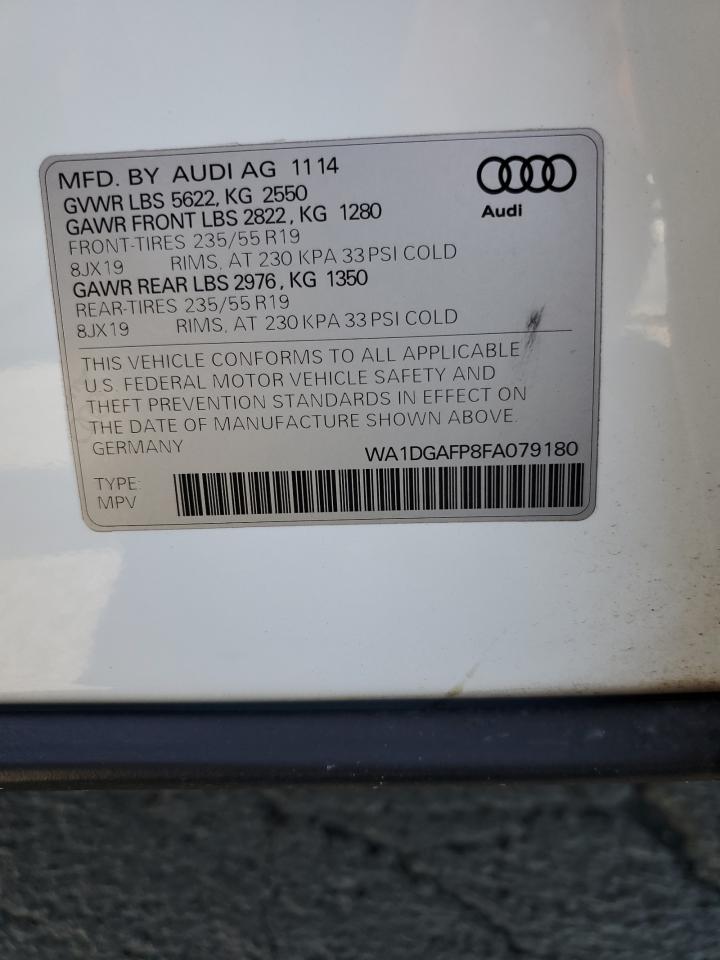 MFD. BY AUDI AG 11 14
GVWR LBS 5622, KG 2550
GAWR FRONT LBS 2822, KG 1280
FRONT-TIRES 235/55 R19
8JX19 RIMS, AT 230 KPA 33 PSI COLD
GAWR REAR LBS 2976, KG 1350
REAR-TIRES 235/55 R19
8JX19 RIMS, AT 230 KPA 33 PSI COLD
Audi
THIS VEHICLE CONFORMS TO ALL APPLICABLE
U.S. FEDERAL MOTOR VEHICLE SAFETY AND
THEFT PREVENTION STANDARDS IN EFFECT ON
THE DATE OF MANUFACTURE SHOWN ABOVE.
GERMANY WA1DGAFP8FA079180
TYPE:
MPV